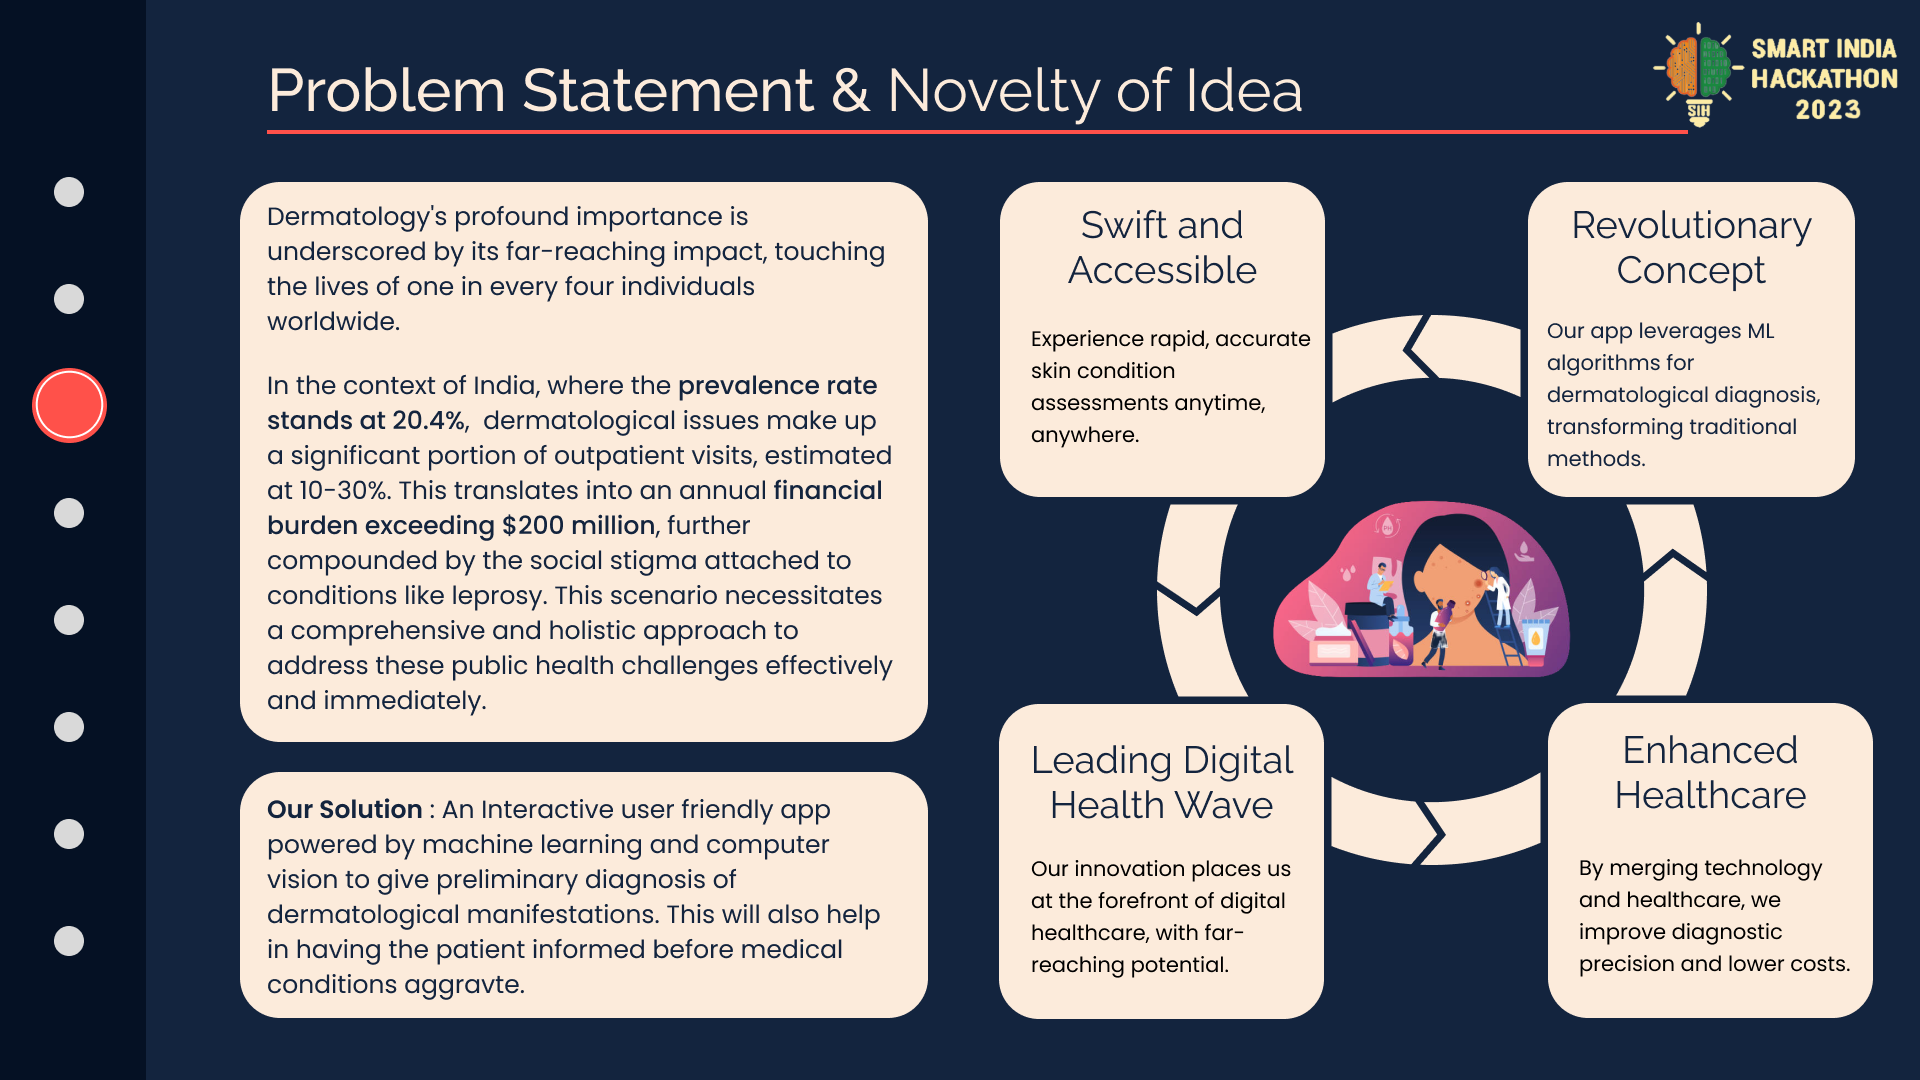 Problem Statement & Novelty of Idea
SMART INDIA
HACKATHON
2023
SIH
Dermatology's profound importance is
underscored by its far-reaching impact, touching
the lives of one in every four individuals
worldwide.
In the context of India, where the prevalence rate
stands at 20.4%, dermatological issues make up
a significant portion of outpatient visits, estimated
at 10-30%. This translates into an annual financial
burden exceeding $200 million, further
compounded by the social stigma attached to
conditions like leprosy. This scenario necessitates
a comprehensive and holistic approach to
address these public health challenges effectively
and immediately.
Our Solution : An Interactive user friendly app
powered by machine learning and computer
vision to give preliminary diagnosis of
dermatological manifestations. This will also help
in having the patient informed before medical
conditions aggravte.
Swift and
Accessible
Experience rapid, accurate
skin condition
assessments anytime,
anywhere.
Revolutionary
Concept
Our app leverages ML
algorithms for
dermatological diagnosis,
transforming traditional
methods.
Leading Digital
Health Wave
Our innovation places us
at the forefront of digital
healthcare, with far-
reaching potential.
Enhanced
Healthcare
By merging technology
and healthcare, we
improve diagnostic
precision and lower costs.